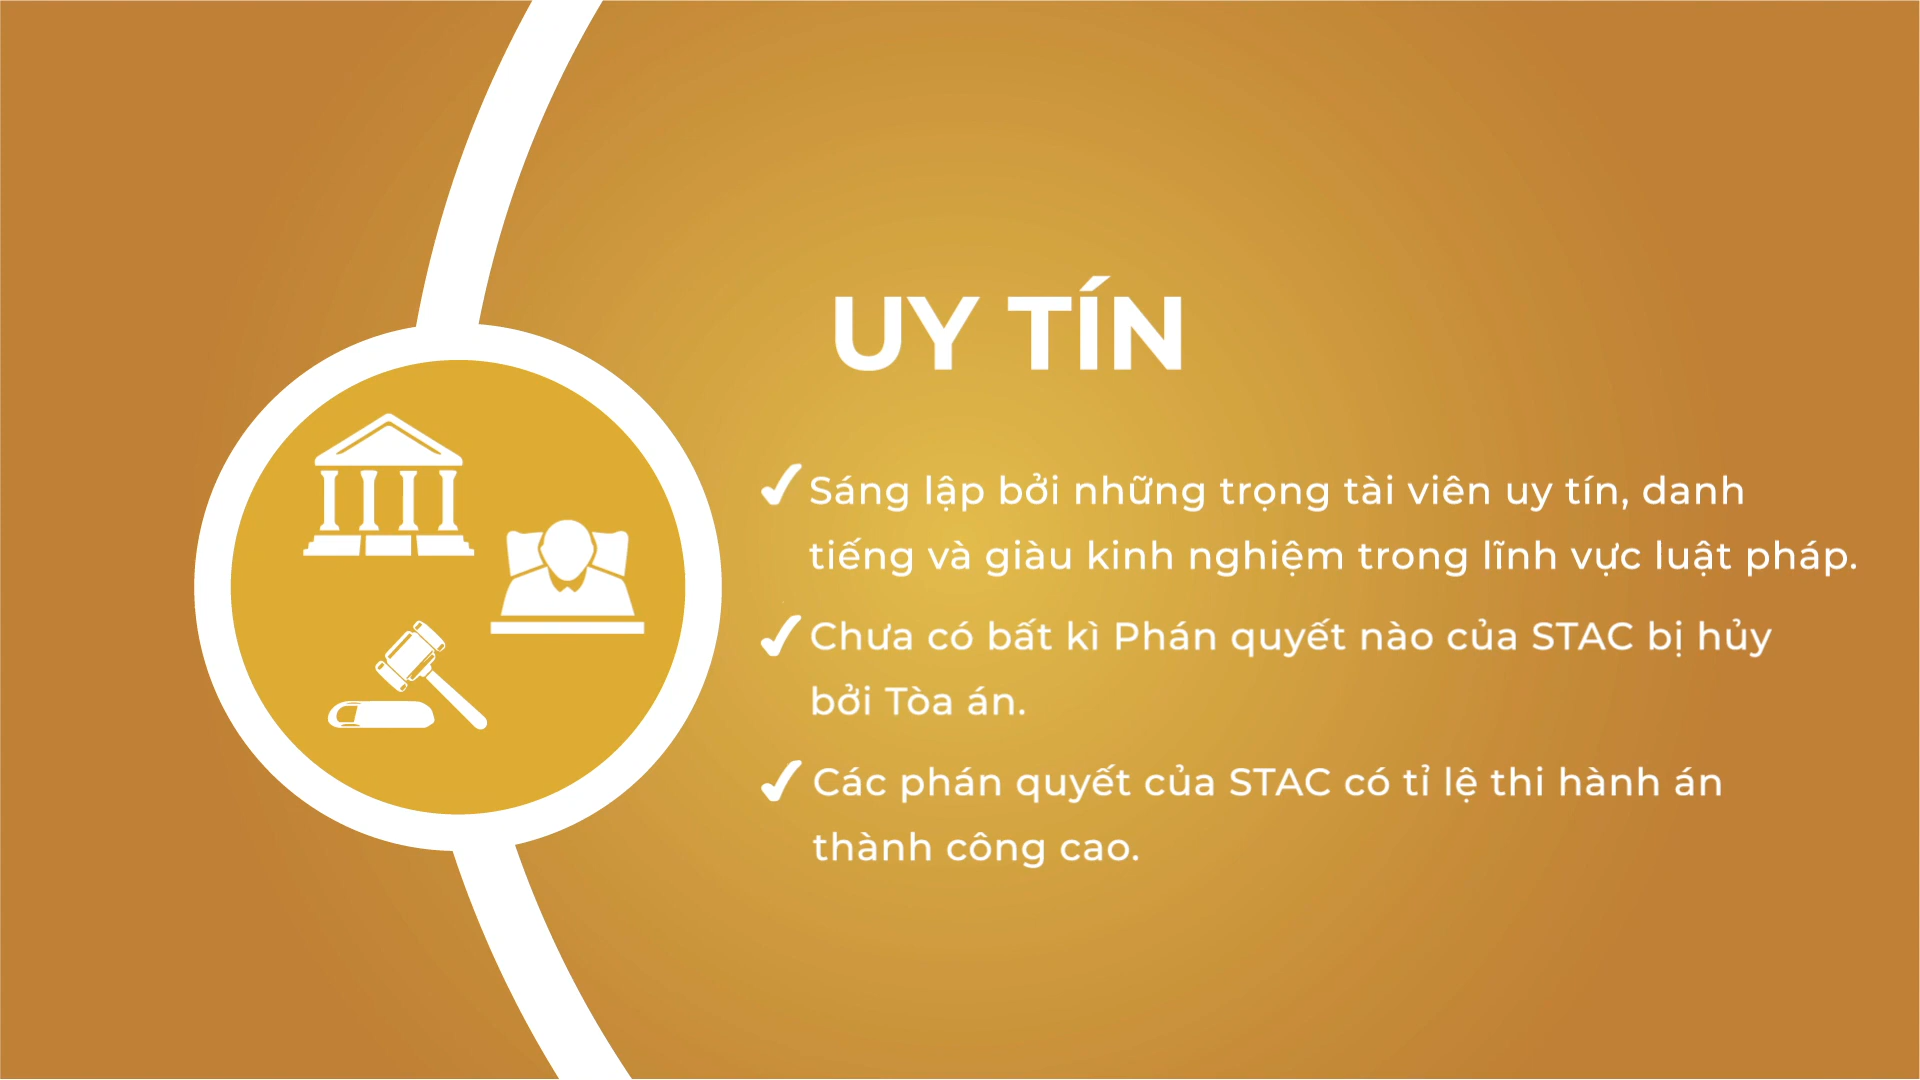 UY TÍN
Sáng lập bởi những trọng tài viên uy tín, danh
tiếng và giàu kinh nghiệm trong lĩnh vực luật pháp.
Chưa có bất kì Phán quyết nào của STAC bị hủy
bởi Tòa án.
Các phán quyết của STAC có tỉ lệ thi hành án
thành công cao.